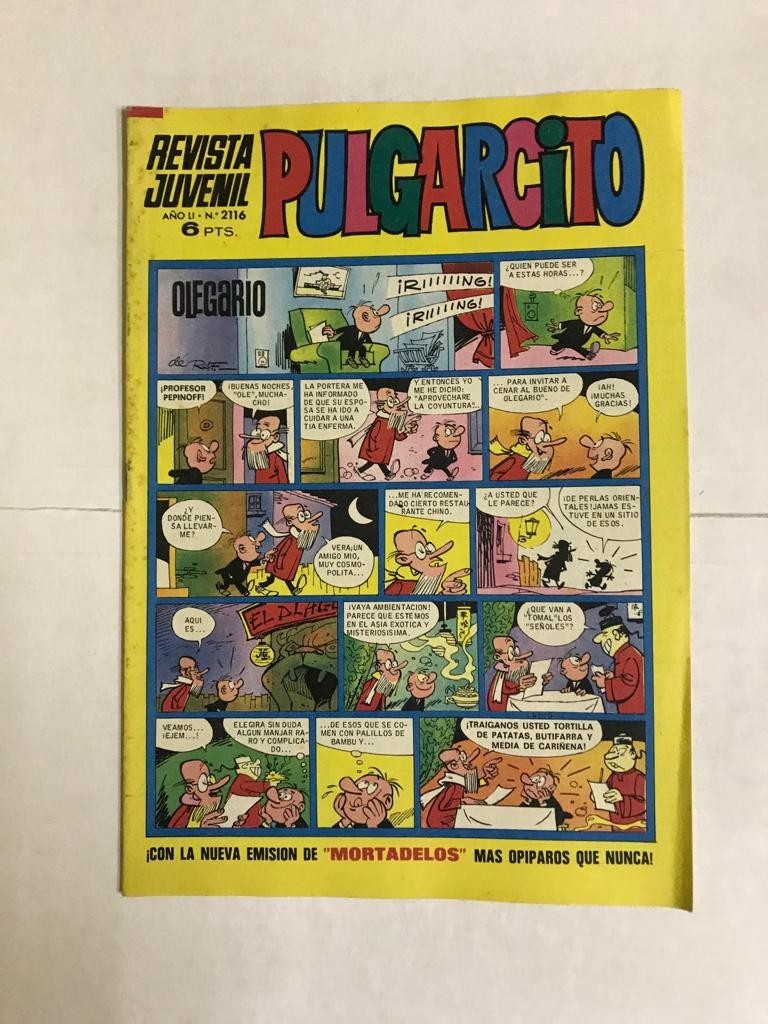 REVISTA
JUVENIL
AÑO LI - N.º 2116
6 PTS.
PULGARCITO
OLEGARIO
¡RIIIIIING!
¡RIIIIING!
¿QUIEN PUEDE SER
A ESTAS HORAS...?
¡PROFESOR
PEPINOFF!
¡BUENAS NOCHES,
"OLE", MUCHA-
CHO!
LA PORTERA ME
HA INFORMADO
DE QUE SU ESPO-
SA SE HA IDO A
CUIDAR A UNA
TIA ENFERMA.
Y ENTONCES YO
ME HE DICHO:
"APROVECHARE
LA COYUNTURA"...
... PARA INVITAR A
CENAR AL BUENO DE
OLEGARIO".
¡AH!
¡MUCHAS
GRACIAS!
¿Y
DONDE PIEN-
SA LLEVAR-
ME?
VERA; UN
AMIGO MIO,
MUY COSMO-
POLITA...
...ME HA RECOMEN-
DADO CIERTO RESTAU-
RANTE CHINO.
¿A USTED QUE
LE PARECE?
¡DE PERLAS ORIEN-
TALES! JAMAS ES-
TUVE EN UN SITIO
DE ESOS.
AQUI
ES...
EL DLAGON
¡VAYA AMBIENTACION!
PARECE QUE ESTEMOS
EN EL ASIA EXOTICA Y
MISTERIOSISIMA.
¿QUE VAN A
"TOMAL" LOS
"SEÑOLES"?
VEAMOS...
¡EJEM...!
ELEGIRA SIN DUDA
ALGUN MANJAR RA-
RO Y COMPLICA-
DO...
...DE ESOS QUE SE CO-
MEN CON PALILLOS DE
BAMBU Y...
¡TRAIGANOS USTED TORTILLA
DE PATATAS, BUTIFARRA Y
MEDIA DE CARIÑENA!
¡CON LA NUEVA EMISION DE "MORTADELOS" MAS OPIPAROS QUE NUNCA!